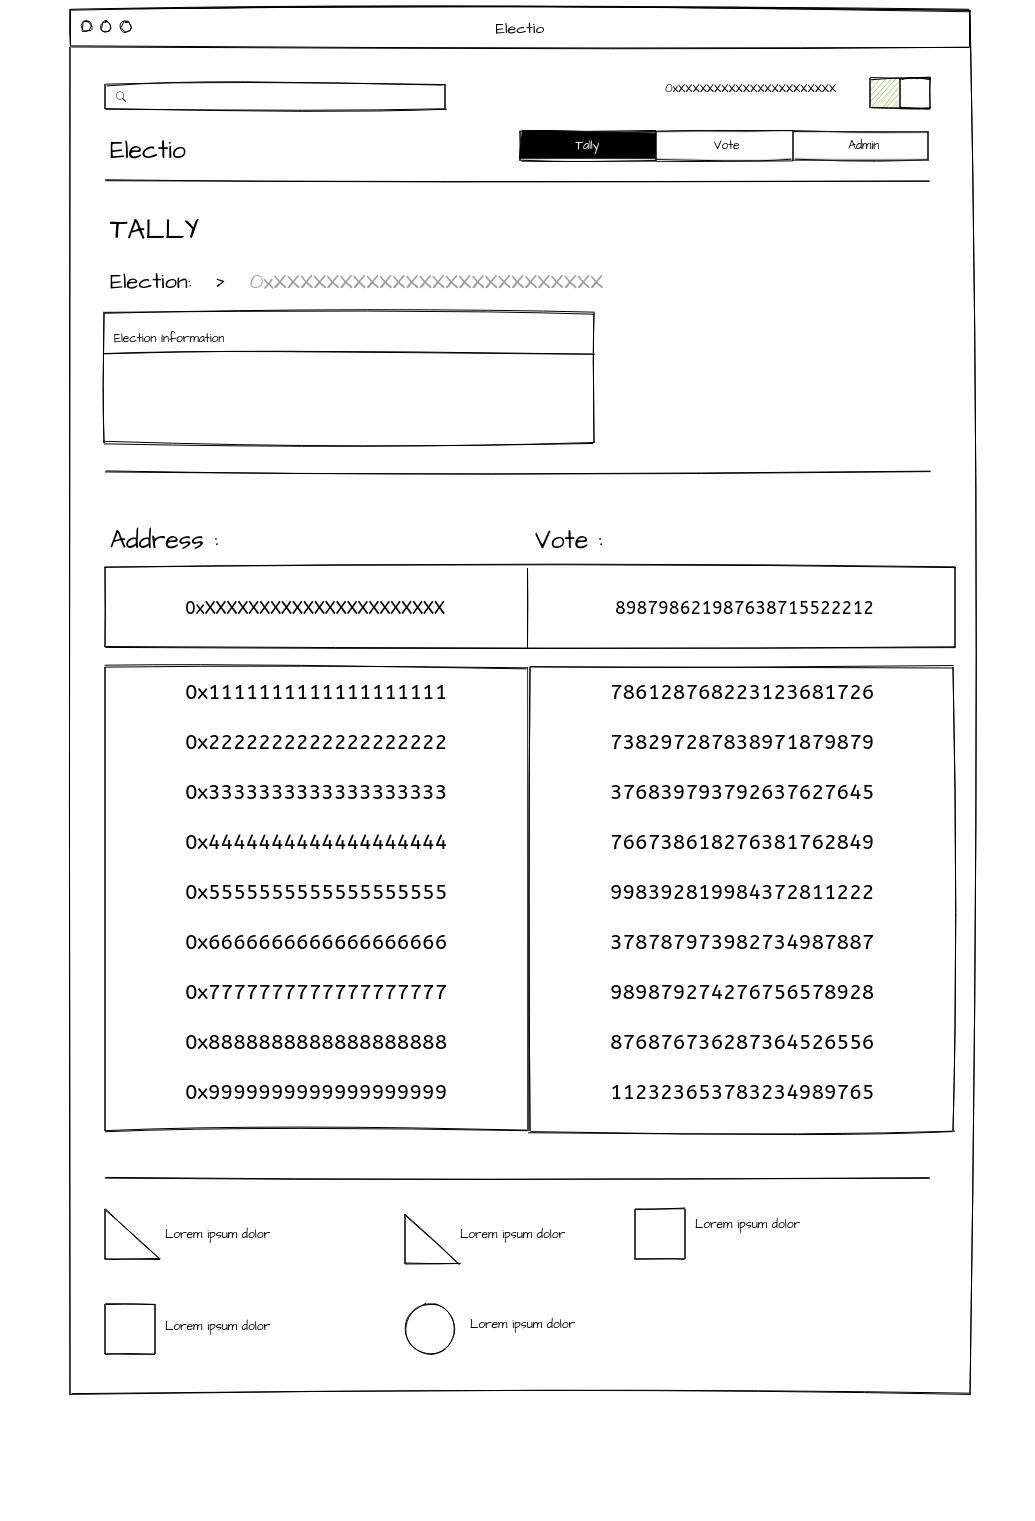 Electio
0xXXXXXXXXXXXXXXXXXXXXXX
Electio
Tally Vote Admin
TALLY
Election: > 0xXXXXXXXXXXXXXXXXXXXXXXXXX
Election Information
Address : Vote :
0xXXXXXXXXXXXXXXXXXXXXXX 898798621987638715522212
0x1111111111111111111 786128768223123681726
0x2222222222222222222 738297287838971879879
0x3333333333333333333 376839793792637627645
0x4444444444444444444 766738618276381762849
0x5555555555555555555 998392819984372811222
0x6666666666666666666 378787973982734987887
0x7777777777777777777 989879274276756578928
0x8888888888888888888 876876736287364526556
0x9999999999999999999 112323653783234989765
Lorem ipsum dolor Lorem ipsum dolor Lorem ipsum dolor
Lorem ipsum dolor Lorem ipsum dolor